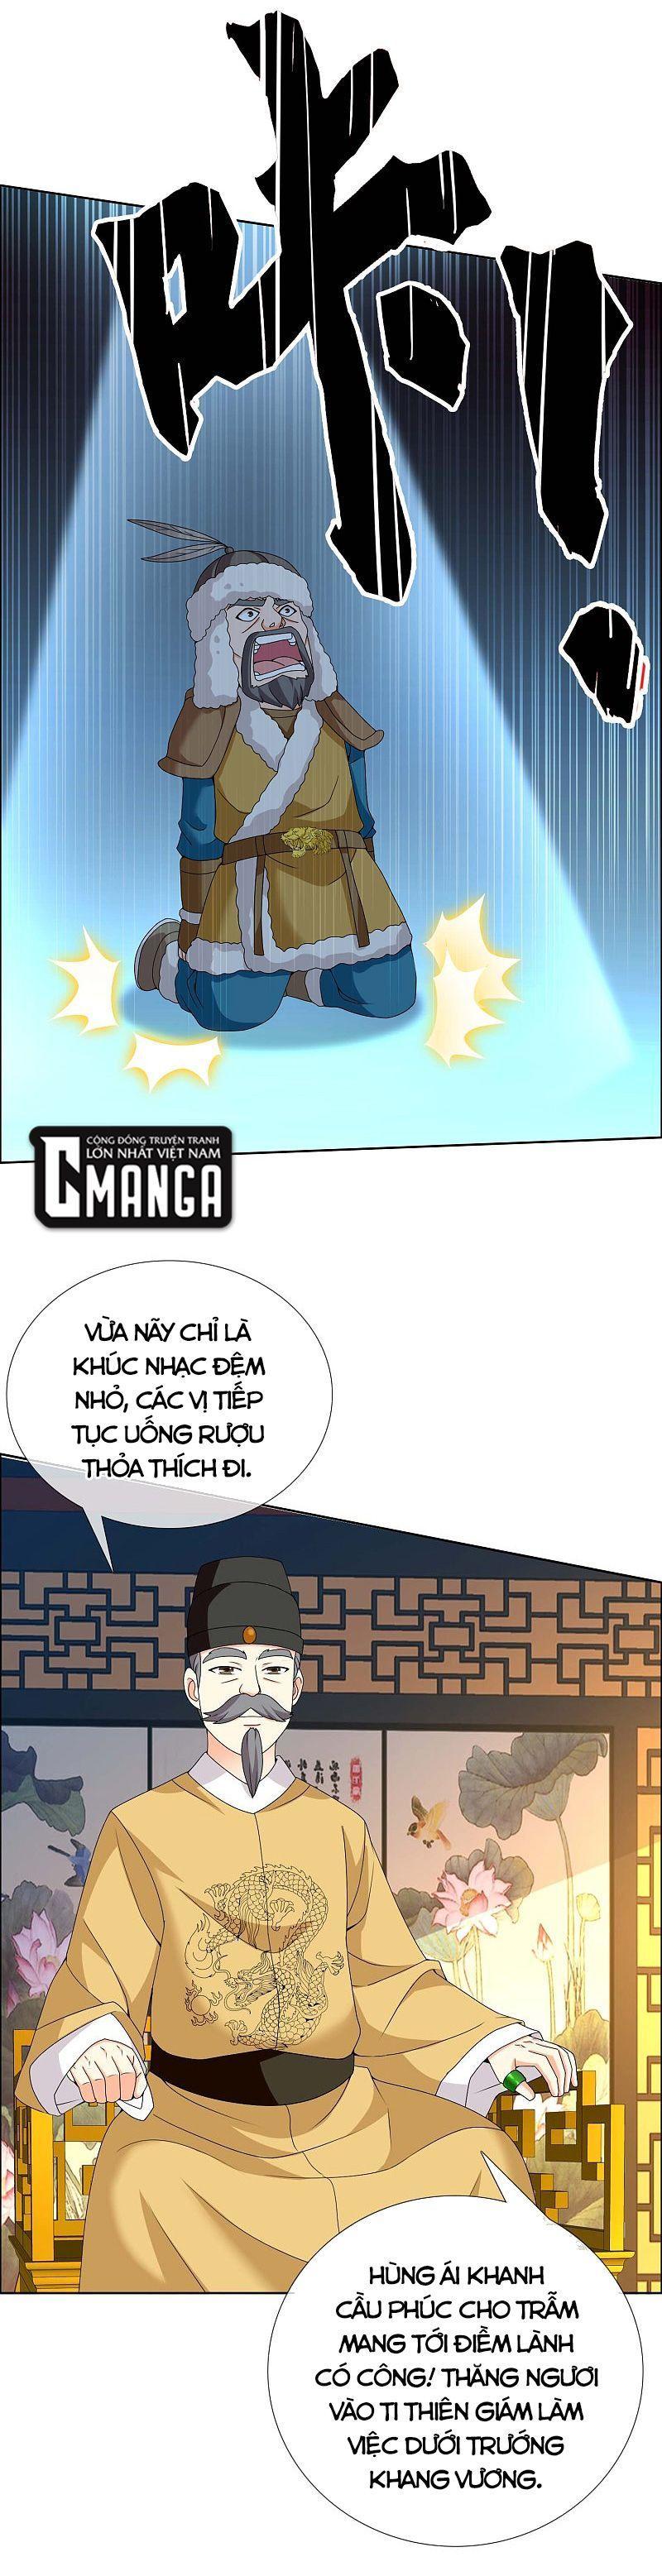 咔!
CỘNG ĐỒNG TRUYỆN TRANH
LỚN NHẤT VIỆT NAM
CMANGA
VỪA NÃY CHỈ LÀ
KHÚC NHẠC ĐỆM
NHỎ, CÁC VỊ TIẾP
TỤC UỐNG RƯỢU
THỎA THÍCH ĐI.
HÙNG ÁI KHANH
CẦU PHÚC CHO TRẪM
MANG TỚI ĐIỀM LÀNH
CÓ CÔNG! THĂNG NGƯƠI
VÀO TI THIÊN GIÁM LÀM
VIỆC DƯỚI TRƯỚNG
KHANG VƯƠNG.